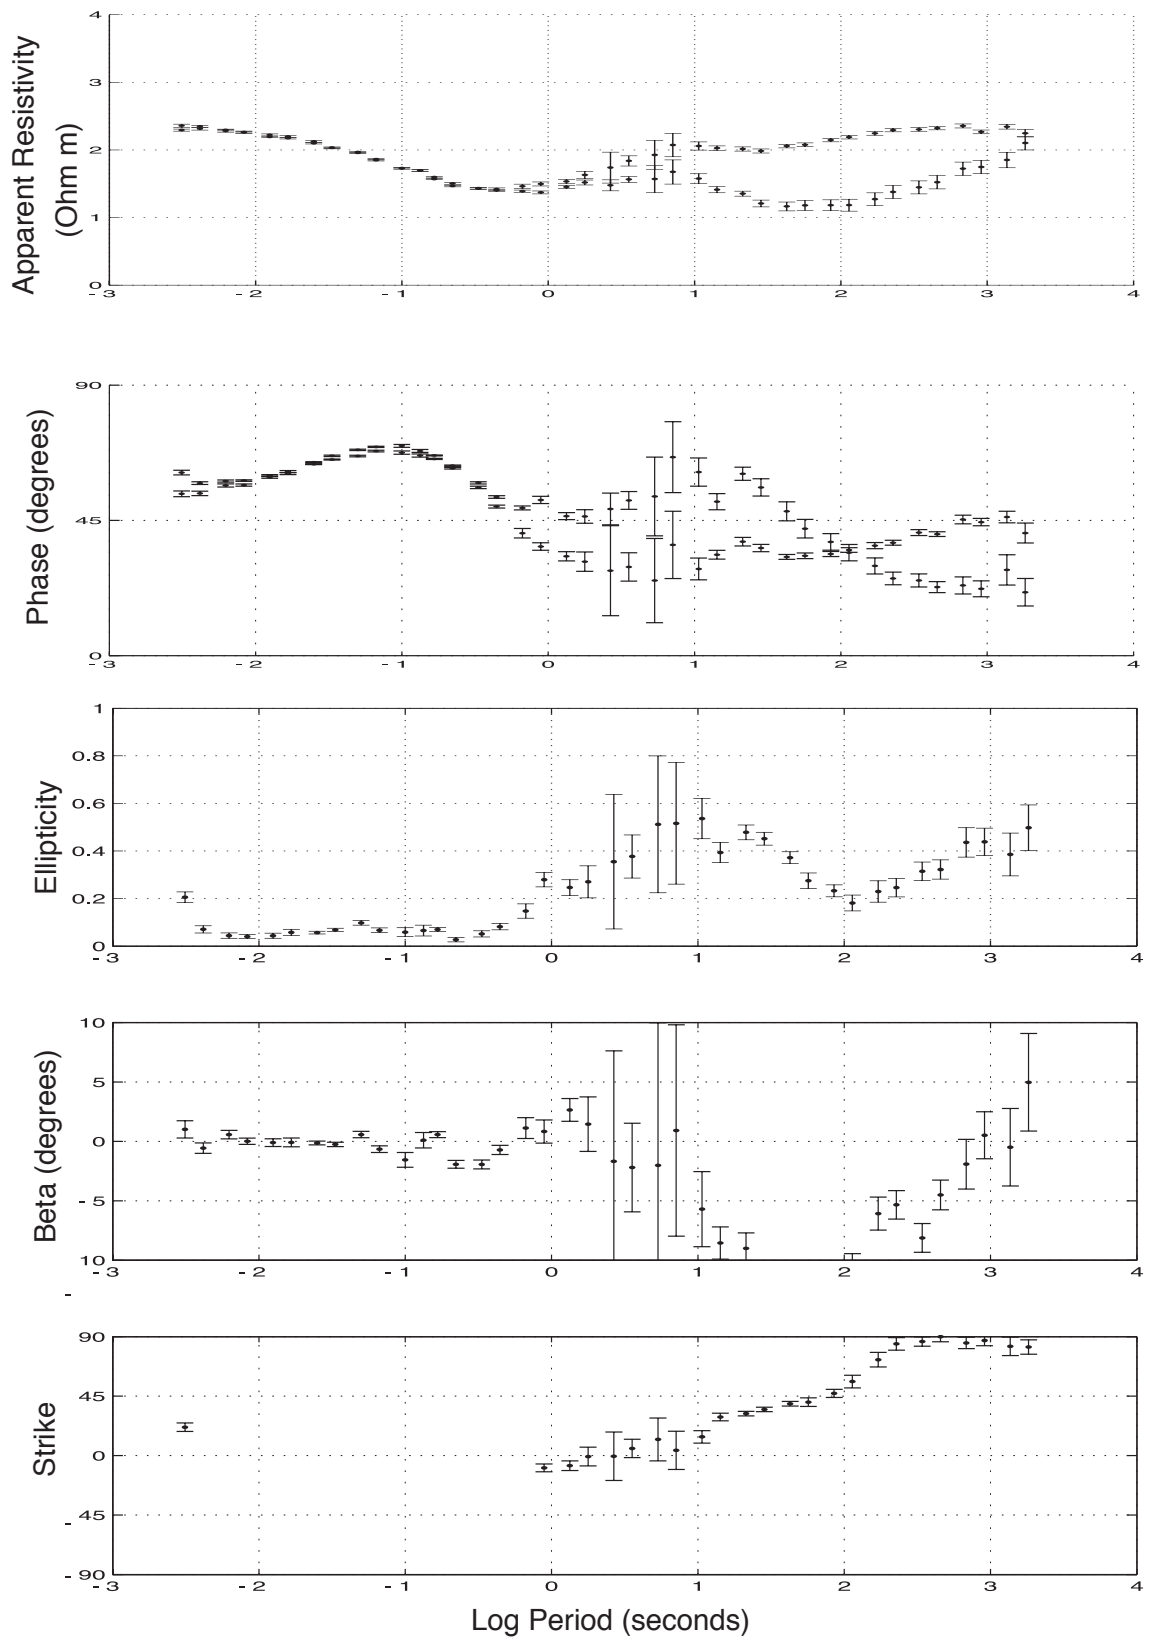 Apparent Resistivity
(Ohm m)
4
3
2
1
0
- 3 - 2 - 1 0 1 2 3 4
Phase (degrees)
90
45
0
- 3 - 2 - 1 0 1 2 3 4
Ellipticity
1
0.8
0.6
0.4
0.2
0
- 3 - 2 - 1 0 1 2 3 4
Beta (degrees)
10
5
0
- 5
10
-
- 3 - 2 - 1 0 1 2 3 4
Strike
90
45
0
- 45
- 90
- 3 - 2 - 1 0 1 2 3 4
Log Period (seconds)